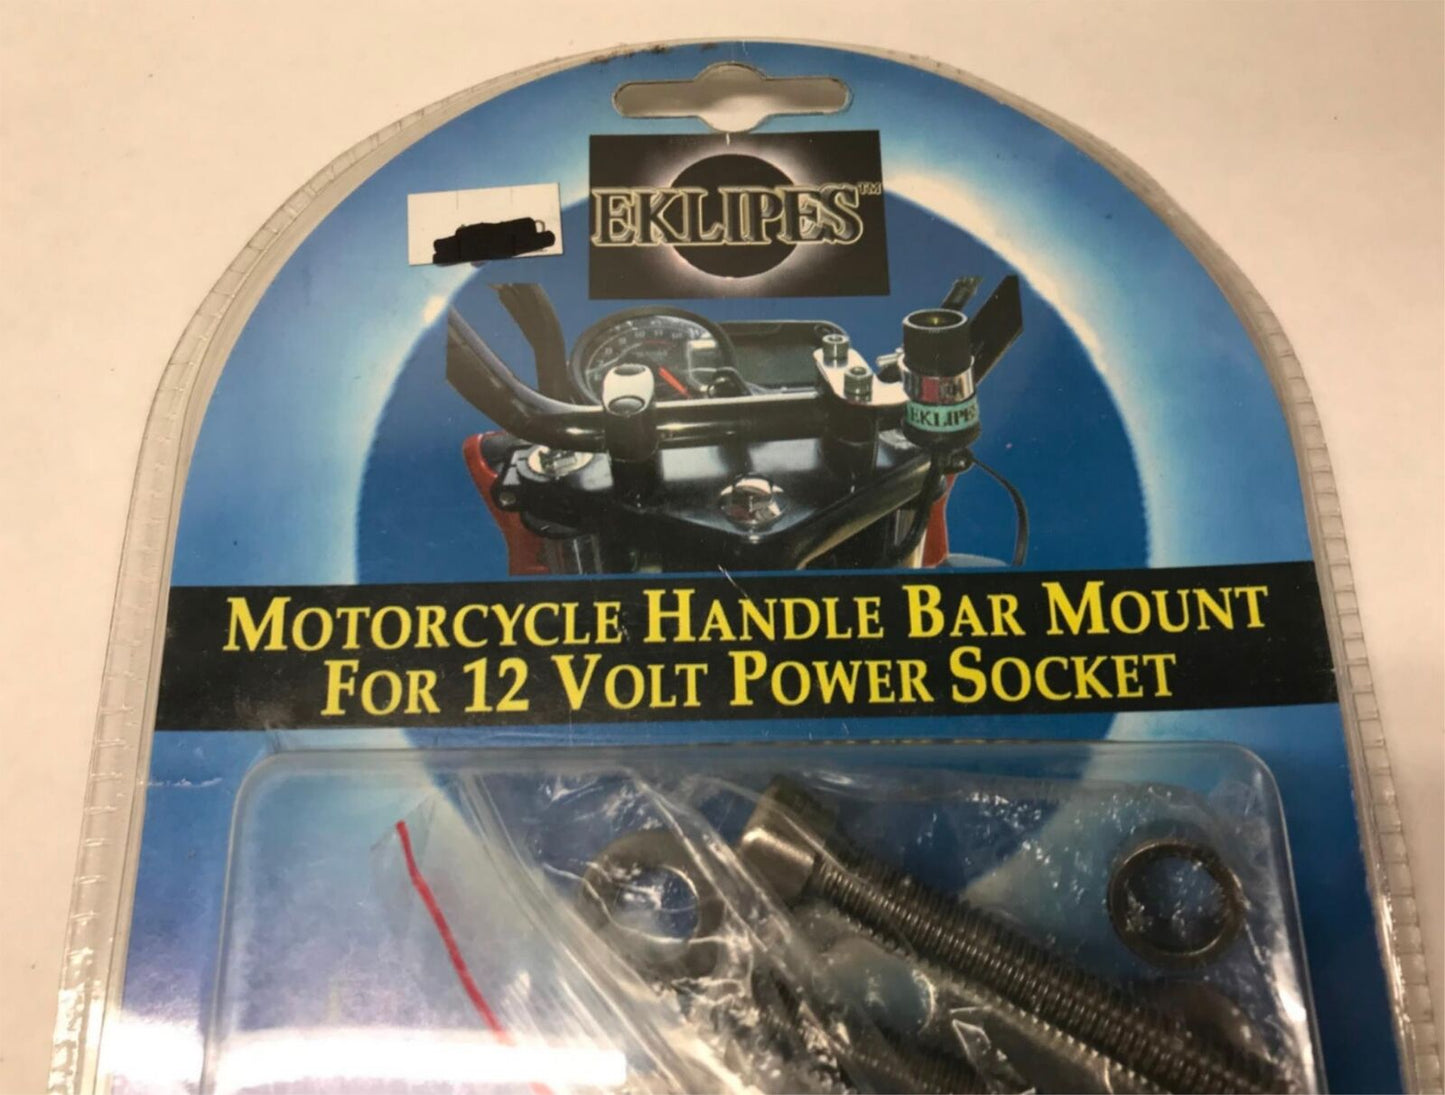 EKLIPES™
EKLIPES
MOTORCYCLE HANDLE BAR MOUNT
FOR 12 VOLT POWER SOCKET